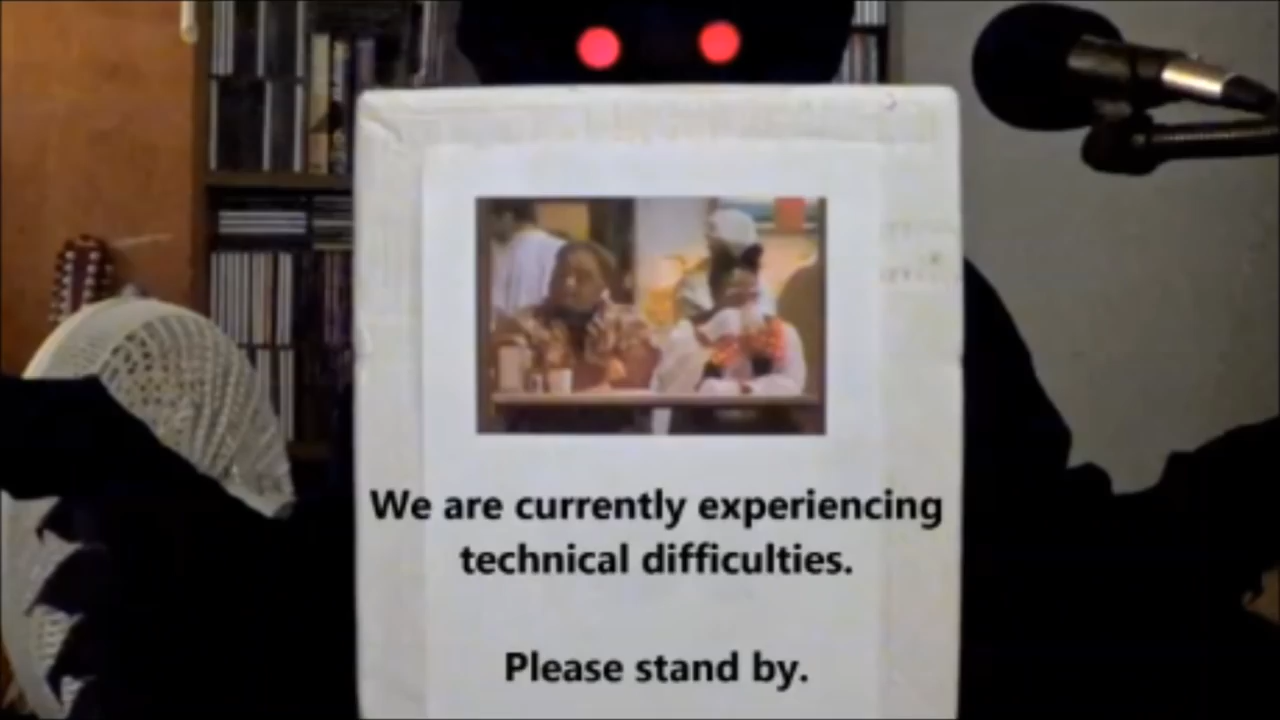 We are currently experiencing
technical difficulties.
Please stand by.